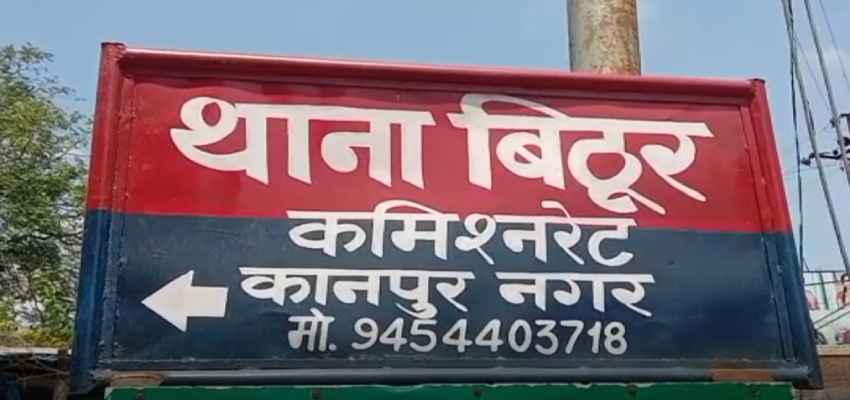 थाना बिठूर
कमिश्नरेट
कानपुर नगर
मो. 9454403718